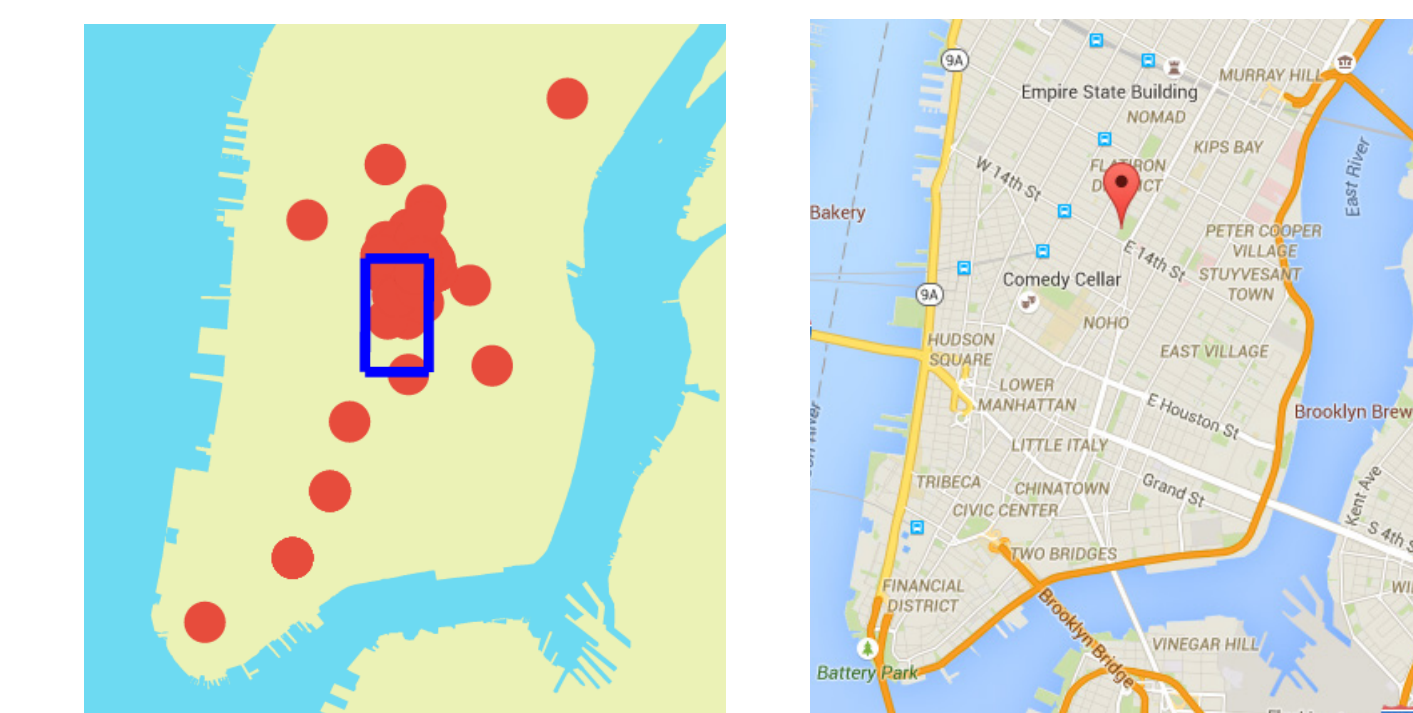 9A
MURRAY HILL
Empire State Building
NOMAD
KIPS BAY
FLATIRON
W 14th St
East River
Bakery
PETER COOPER
VILLAGE
E 14th St
STUYVESANT
TOWN
Comedy Cellar
9A
NOHO
HUDSON
SQUARE
EAST VILLAGE
LOWER
MANHATTAN
E Houston St
Brooklyn Brew
LITTLE ITALY
TRIBECA
CHINATOWN
Grand St
Kent Ave
CIVIC CENTER
S 4th S
TWO BRIDGES
FINANCIAL
DISTRICT
WI
Brooklyn Bridge
VINEGAR HILL
Battery Park